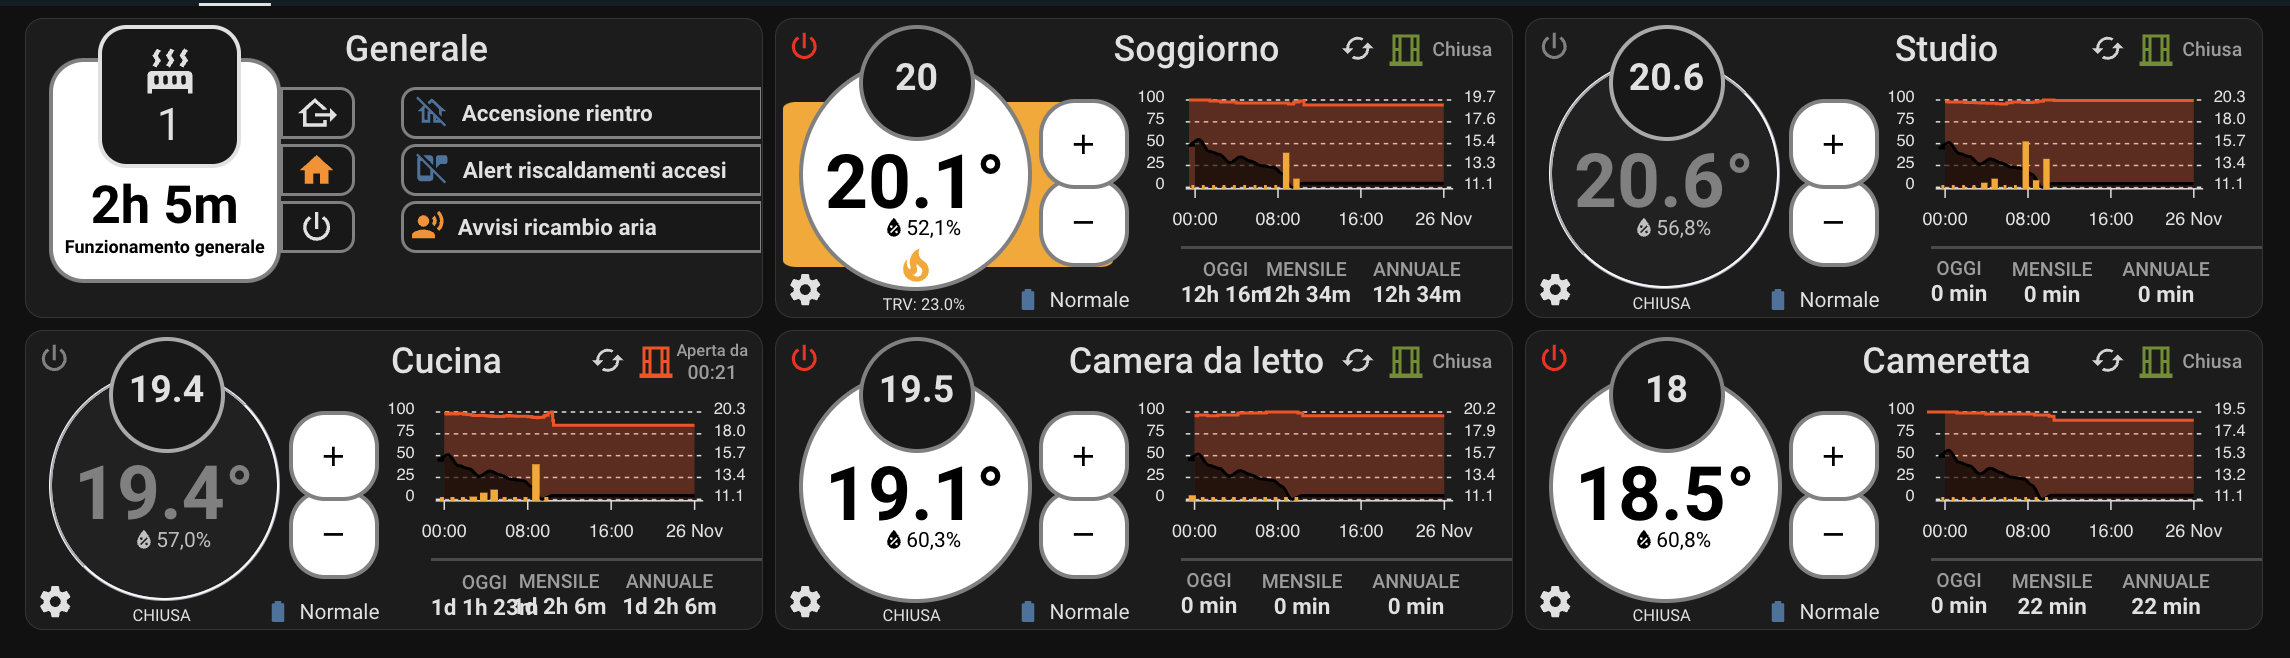 Generale
1
2h 5m
Funzionamento generale
Accensione rientro
Alert riscaldamenti accesi
Avvisi ricambio aria
Soggiorno
Chiusa
20
20.1°
52,1%
TRV: 23.0%
+
−
Normale
100 19.7
75 17.6
50 15.4
25 13.3
0 11.1
00:00 08:00 16:00 26 Nov
OGGI MENSILE ANNUALE
12h 16m 12h 34m 12h 34m
Studio
Chiusa
20.6
20.6°
56,8%
CHIUSA
+
−
Normale
100 20.3
75 18.0
50 15.7
25 13.4
0 11.1
00:00 08:00 16:00 26 Nov
OGGI MENSILE ANNUALE
0 min 0 min 0 min
Cucina
Aperta da
00:21
19.4
19.4°
57,0%
CHIUSA
+
−
Normale
100 20.3
75 18.0
50 15.7
25 13.4
0 11.1
00:00 08:00 16:00 26 Nov
OGGI MENSILE ANNUALE
1d 1h 23m 1d 2h 6m 1d 2h 6m
Camera da letto
Chiusa
19.5
19.1°
60,3%
CHIUSA
+
−
Normale
100 20.2
75 17.9
50 15.7
25 13.4
0 11.1
00:00 08:00 16:00 26 Nov
OGGI MENSILE ANNUALE
0 min 0 min 0 min
Cameretta
Chiusa
18
18.5°
60,8%
CHIUSA
+
−
Normale
100 19.5
75 17.4
50 15.3
25 13.2
0 11.1
00:00 08:00 16:00 26 Nov
OGGI MENSILE ANNUALE
0 min 22 min 22 min